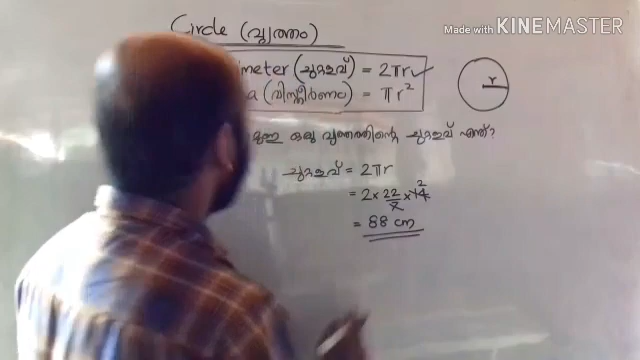 Made with KINEMASTER
Circle (വൃത്തം)
meter (ചുറ്റളവ്) = 2πr ✓
a (വിസ്തീർണം) = πr²
r
ഒരു വൃത്തത്തിന്റെ ചുറ്റളവ് എന്ത്?
ചുറ്റളവ് = 2πr
= 2 × 22/7 × 14 2
= 88 cm